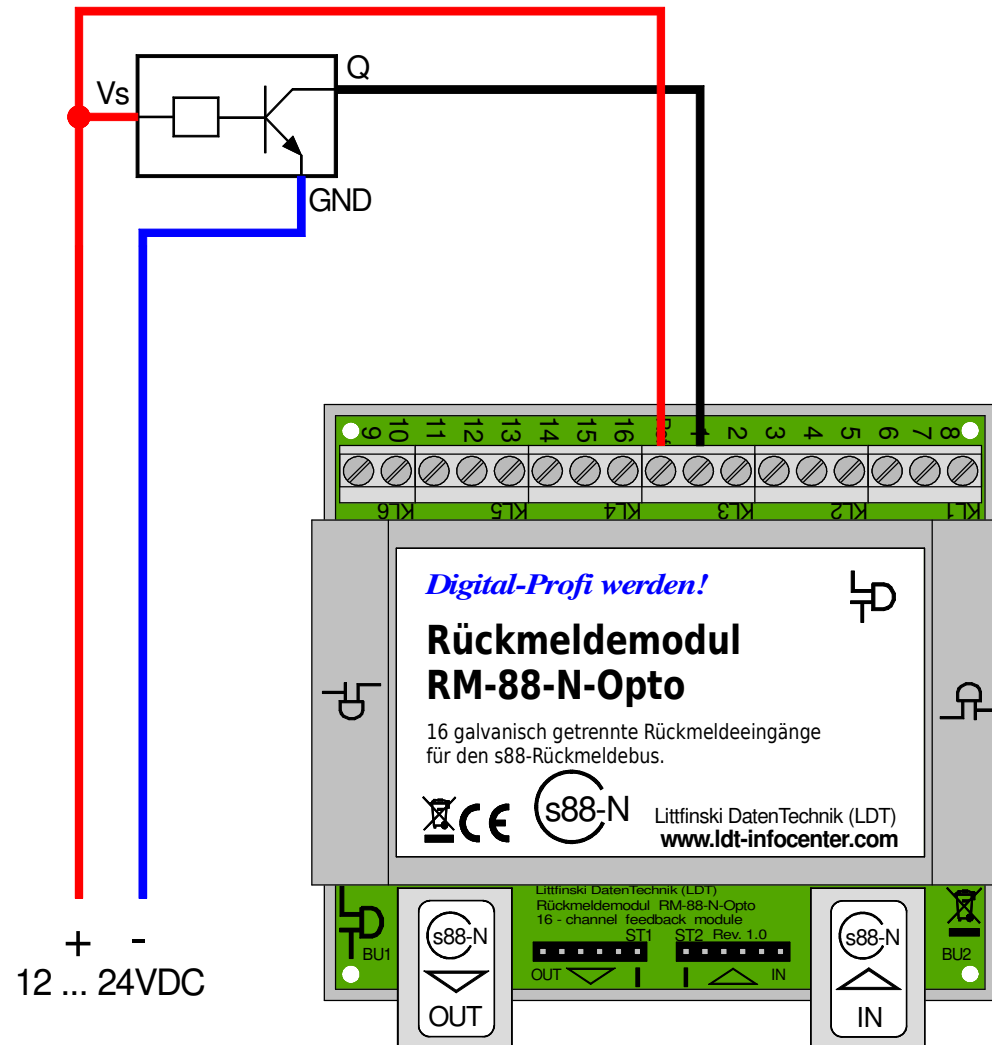 Vs
Q
GND
9 10 11 12 13 14 15 16 1 2 3 4 5 6 7 8
KL6 KL5 KL4 KL3 KL2 KL1
Digital-Profi werden!
Rückmeldemodul
RM-88-N-Opto
16 galvanisch getrennte Rückmeldeeingänge
für den s88-Rückmeldebus.
CE
s88-N
Littfinski DatenTechnik (LDT)
www.ldt-infocenter.com
Littfinski DatenTechnik (LDT)
Rückmeldemodul RM-88-N-Opto
16 - channel feedback module
ST1 ST2 Rev. 1.0
BU1
BU2
OUT
IN
s88-N
OUT
s88-N
IN
+ -
12 ... 24VDC